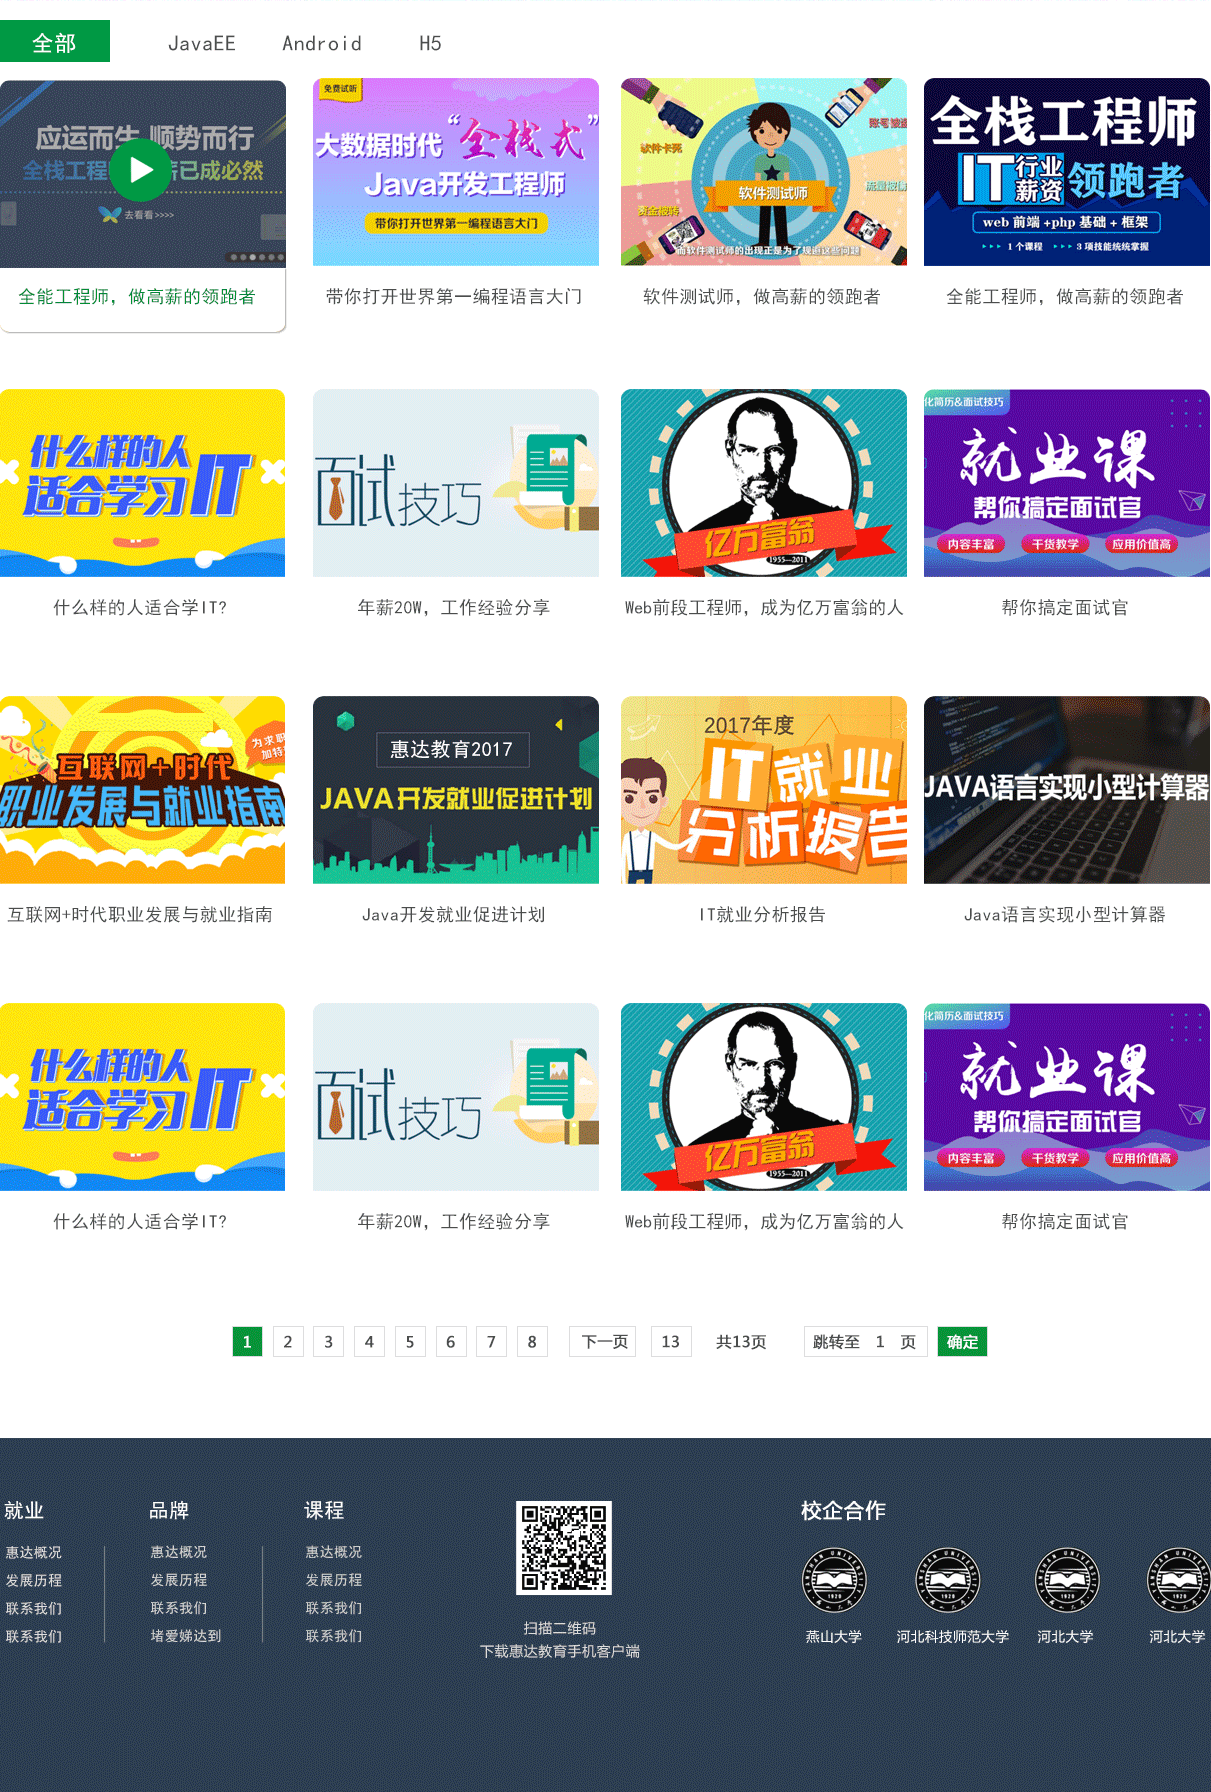 全部 JavaEE Android H5
应运而生 顺势而行
全栈工程 薪已成必然
去看看>>>>
全能工程师，做高薪的领跑者
免费试听
大数据时代“全栈式”
Java开发工程师
带你打开世界第一编程语言大门
带你打开世界第一编程语言大门
软件卡死
资金被转
软件测试师
而软件测试师的出现正是为了规避这些问题
软件测试师，做高薪的领跑者
全栈工程师
IT行业薪资领跑者
web 前端 +php 基础 + 框架
1 个课程 3 项技能统统掌握
全能工程师，做高薪的领跑者
什么样的人
适合学习IT
什么样的人适合学IT?
面试技巧
年薪20W，工作经验分享
亿万富翁
1955—2011
Web前段工程师，成为亿万富翁的人
化简历&面试技巧
就业课
帮你搞定面试官
内容丰富 干货教学 应用价值高
帮你搞定面试官
为求职
加特
互联网+时代
职业发展与就业指南
互联网+时代职业发展与就业指南
惠达教育2017
JAVA开发就业促进计划
Java开发就业促进计划
2017年度
IT就业
分析报告
IT就业分析报告
JAVA语言实现小型计算器
Java语言实现小型计算器
什么样的人
适合学习IT
什么样的人适合学IT?
面试技巧
年薪20W，工作经验分享
亿万富翁
1955—2011
Web前段工程师，成为亿万富翁的人
化简历&面试技巧
就业课
帮你搞定面试官
内容丰富 干货教学 应用价值高
帮你搞定面试官
1 2 3 4 5 6 7 8 下一页 13 共13页 跳转至 1 页 确定
就业
惠达概况
发展历程
联系我们
联系我们
品牌
惠达概况
发展历程
联系我们
堵爱娣达到
课程
惠达概况
发展历程
联系我们
联系我们
扫描二维码
下载惠达教育手机客户端
校企合作
燕山大学 河北科技师范大学 河北大学 河北大学